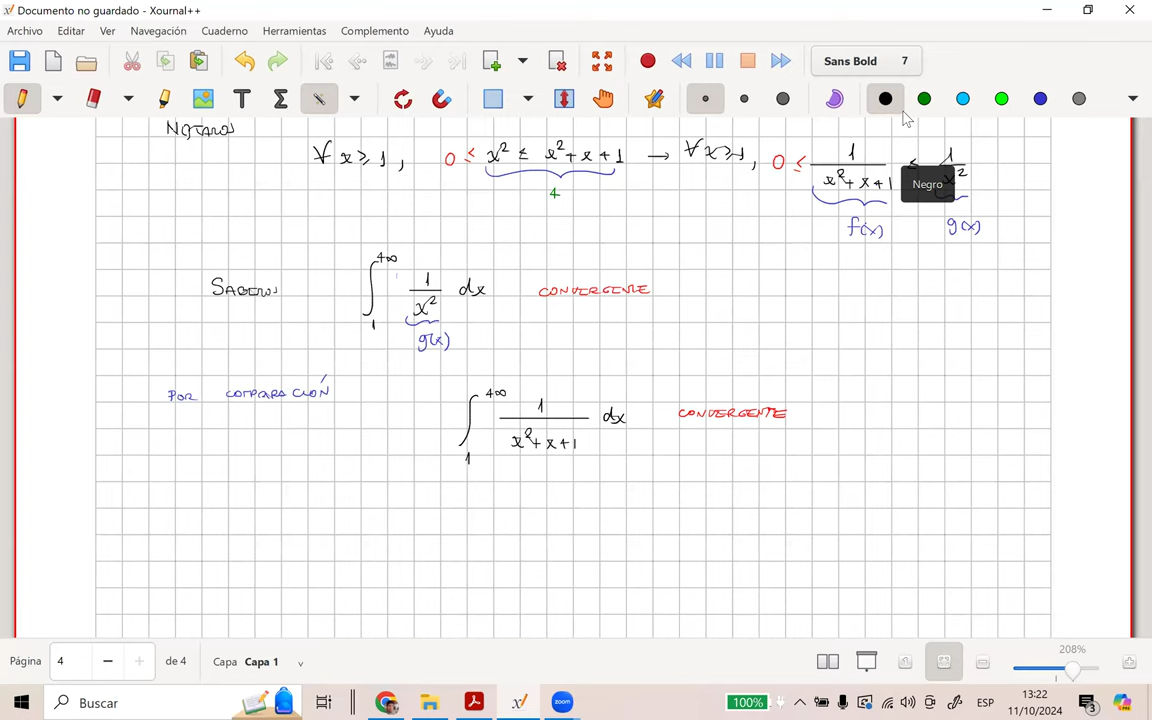 Documento no guardado - Xournal++
Archivo Editar Ver Navegación Cuaderno Herramientas Complemento Ayuda
Sans Bold 7
Notamos
∀ x ≥ 1, 0 ≤ x² ≤ x² + x + 1 → ∀ x ≥ 1, 0 ≤ 1/(x² + x + 1) ≤ 1/x²
4 f(x) g(x)
Negro
Sabemos ∫₁^{+∞} 1/x² dx CONVERGENTE
g(x)
POR COMPARACIÓN ∫₁^{+∞} 1/(x² + x + 1) dx CONVERGENTE
Página 4 de 4 Capa Capa 1 208%
Buscar 100% ESP 13:22
11/10/2024 3